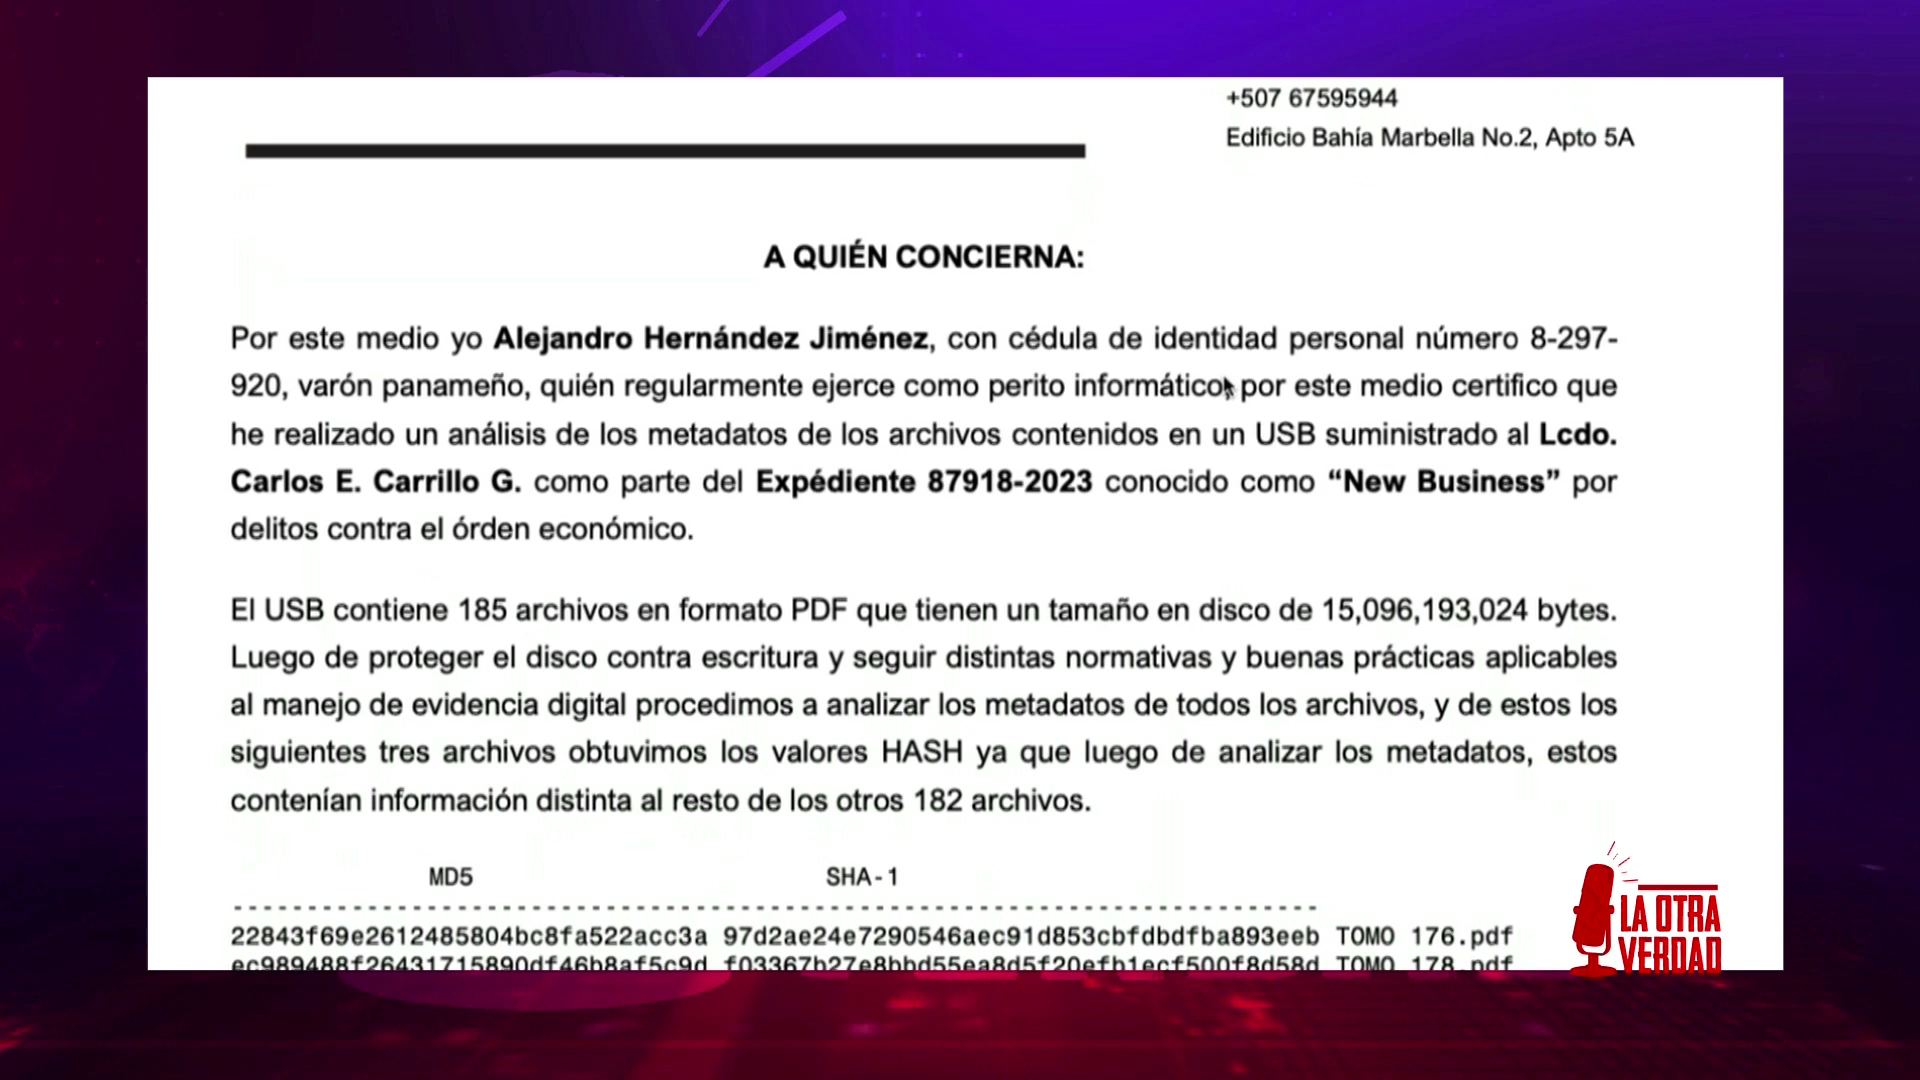 +507 67595944
Edificio Bahía Marbella No.2, Apto 5A
A QUIÉN CONCIERNA:
Por este medio yo Alejandro Hernández Jiménez, con cédula de identidad personal número 8-297-
920, varón panameño, quién regularmente ejerce como perito informático, por este medio certifico que
he realizado un análisis de los metadatos de los archivos contenidos en un USB suministrado al Lcdo.
Carlos E. Carrillo G. como parte del Expédiente 87918-2023 conocido como “New Business” por
delitos contra el órden económico.
El USB contiene 185 archivos en formato PDF que tienen un tamaño en disco de 15,096,193,024 bytes.
Luego de proteger el disco contra escritura y seguir distintas normativas y buenas prácticas aplicables
al manejo de evidencia digital procedimos a analizar los metadatos de todos los archivos, y de estos los
siguientes tres archivos obtuvimos los valores HASH ya que luego de analizar los metadatos, estos
contenían información distinta al resto de los otros 182 archivos.
MD5 SHA-1
22843f69e2612485804bc8fa522acc3a 97d2ae24e7290546aec91d853cbfdbdfba893eeb TOMO 176.pdf
ec989488f26431715890df46b8af5c9d f03367b27e8bbd55ea8d5f20efb1ecf500f8d58d TOMO 178.pdf
LA OTRA
VERDAD